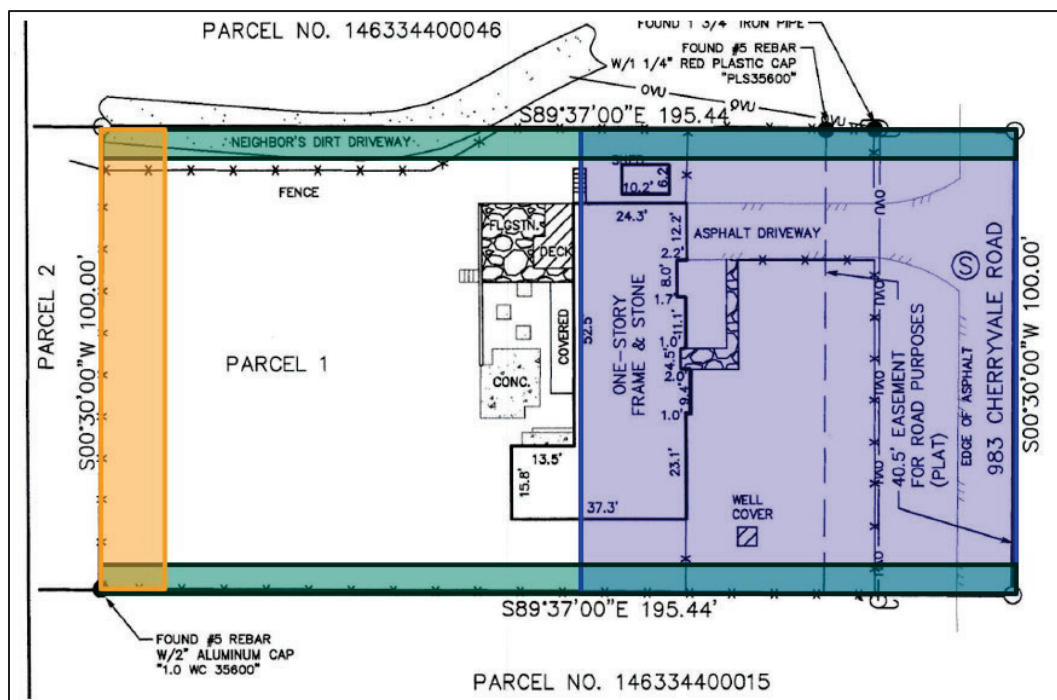 PARCEL NO. 146334400046
FOUND 1 3/4" IRON PIPE
FOUND #5 REBAR
W/1 1/4" RED PLASTIC CAP
"PLS35600"
OVU
OVU
OVU
S89°37'00"E 195.44'
NEIGHBOR'S DIRT DRIVEWAY
FENCE
SHED
10.2'
6.2
24.3'
12.2'
FLGSTN.
DECK
ASPHALT DRIVEWAY
OVU
2.2'
8.0'
1.7'
11.1'
52.5
COVERED
ONE-STORY
FRAME & STONE
24.5'
9.4'
1.0'
CONC.
PARCEL 2
S00°30'00"W 100.00'
PARCEL 1
13.5'
15.8'
23.1'
37.3'
WELL
COVER
OVU
OVU
OVU
OVU
40.5' EASEMENT
FOR ROAD PURPOSES
(PLAT)
EDGE OF ASPHALT
983 CHERRYVALE ROAD
S
S00°30'00"W 100.00'
S89°37'00"E 195.44'
FOUND #5 REBAR
W/2" ALUMINUM CAP
"1.0 WC 35600"
PARCEL NO. 146334400015